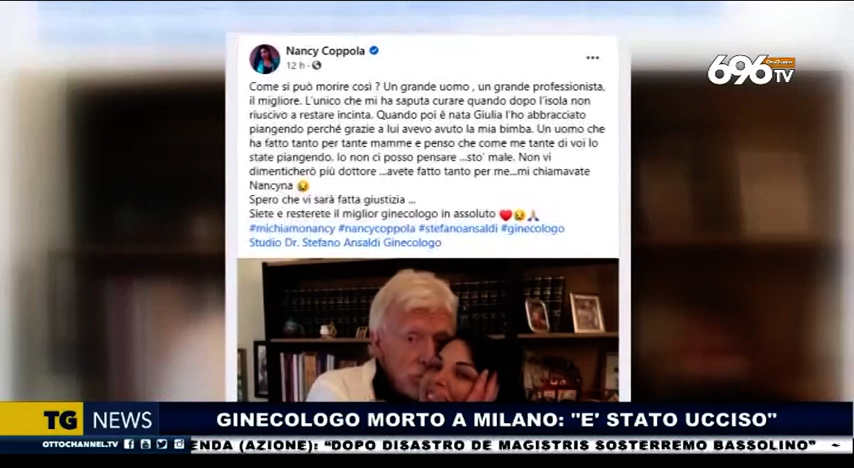 696 TV
OttoChannel
Nancy Coppola
12 h
Come si può morire così ? Un grande uomo , un grande professionista,
il migliore. L'unico che mi ha saputa curare quando dopo l'isola non
riuscivo a restare incinta. Quando poi è nata Giulia l'ho abbracciato
piangendo perché grazie a lui avevo avuto la mia bimba. Un uomo che
ha fatto tanto per tante mamme e penso che come me tante di voi lo
state piangendo. Io non ci posso pensare ...sto' male. Non vi
dimenticherò più dottore ...avete fatto tanto per me...mi chiamavate
Nancyna 😢
Spero che vi sarà fatta giustizia ...
Siete e resterete il miglior ginecologo in assoluto ❤️😢🙏
#michiamonancy #nancycoppola #stefanoansaldi #ginecologo
Studio Dr. Stefano Ansaldi Ginecologo
TG NEWS
GINECOLOGO MORTO A MILANO: "E' STATO UCCISO"
OTTOCHANNEL.TV
ENDA (AZIONE): "DOPO DISASTRO DE MAGISTRIS SOSTERREMO BASSOLINO"